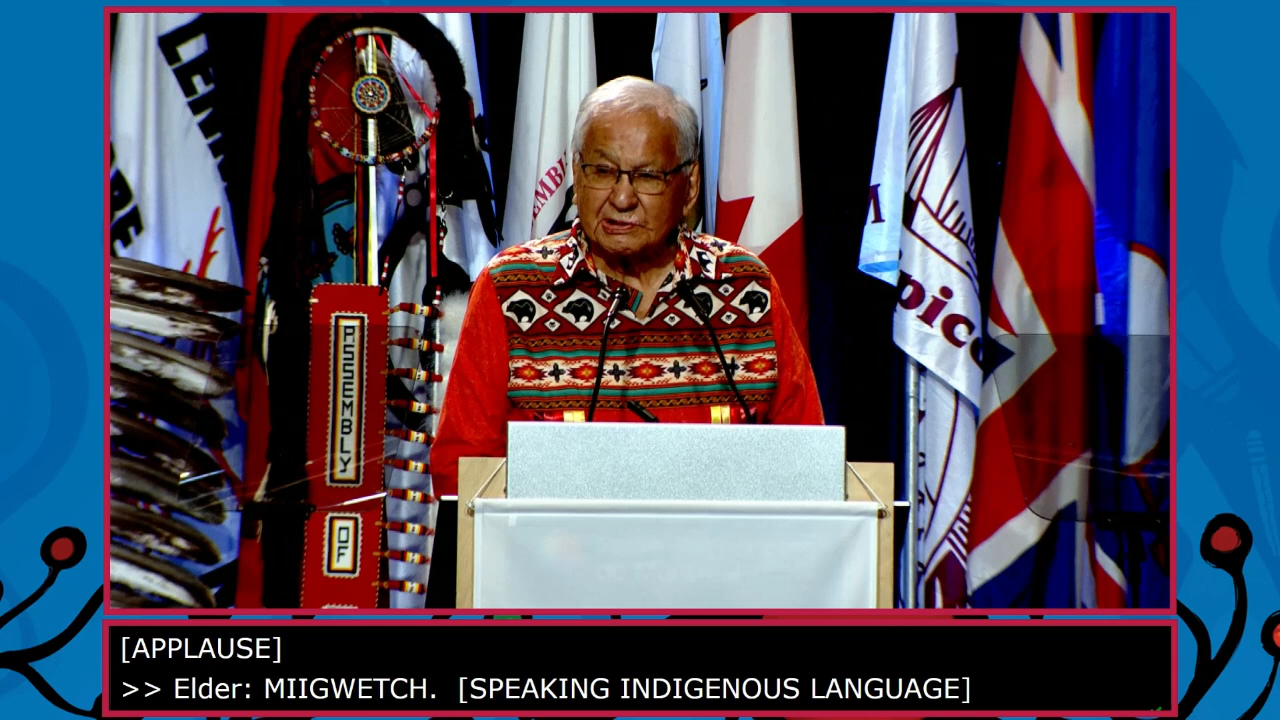 ASSEMBLY
OF
[APPLAUSE]
>> Elder: MIIGWETCH.  [SPEAKING INDIGENOUS LANGUAGE]